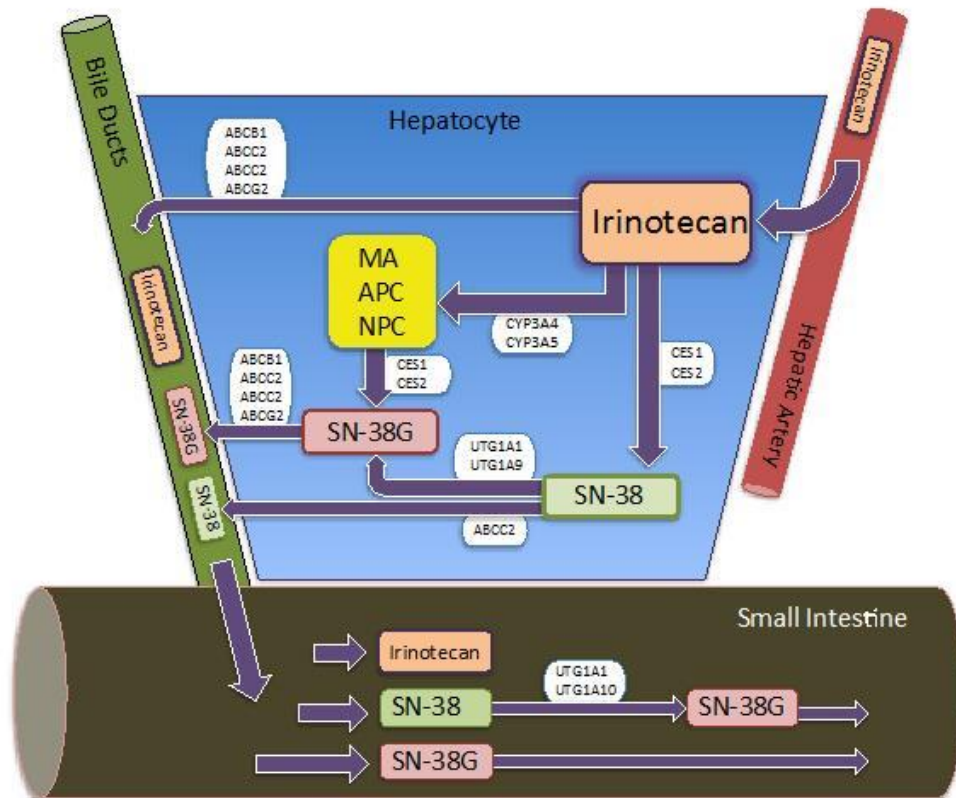 Bile Ducts
Hepatocyte
Irinotecan
ABCB1
ABCC2
ABCC2
ABCG2
Irinotecan
MA
APC
NPC
CYP3A4
CYP3A5
CES1
CES2
Irinotecan
ABCB1
ABCC2
ABCC2
ABCG2
CES1
CES2
Hepatic Artery
SN-38G
SN-38G
UTG1A1
UTG1A9
SN-38
SN-38
ABCC2
Small Intestine
Irinotecan
UTG1A1
UTG1A10
SN-38
SN-38G
SN-38G